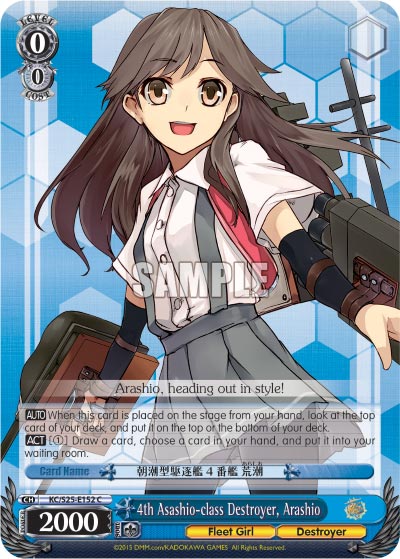 LEVEL
0
0
COST
SAMPLE
Arashio, heading out in style!
AUTO When this card is placed on the stage from your hand, look at the top
card of your deck, and put it on the top or the bottom of your deck.
ACT [(1)] Draw a card, choose a card in your hand, and put it into your
waiting room.
Card Name 朝潮型駆逐艦 4 番艦 荒潮
CH KC/S25-E152 C
4th Asashio-class Destroyer, Arashio
POWER 2000 SOUL
Fleet Girl Destroyer
©2013 DMM.com/KADOKAWA GAMES All Rights Reserved.